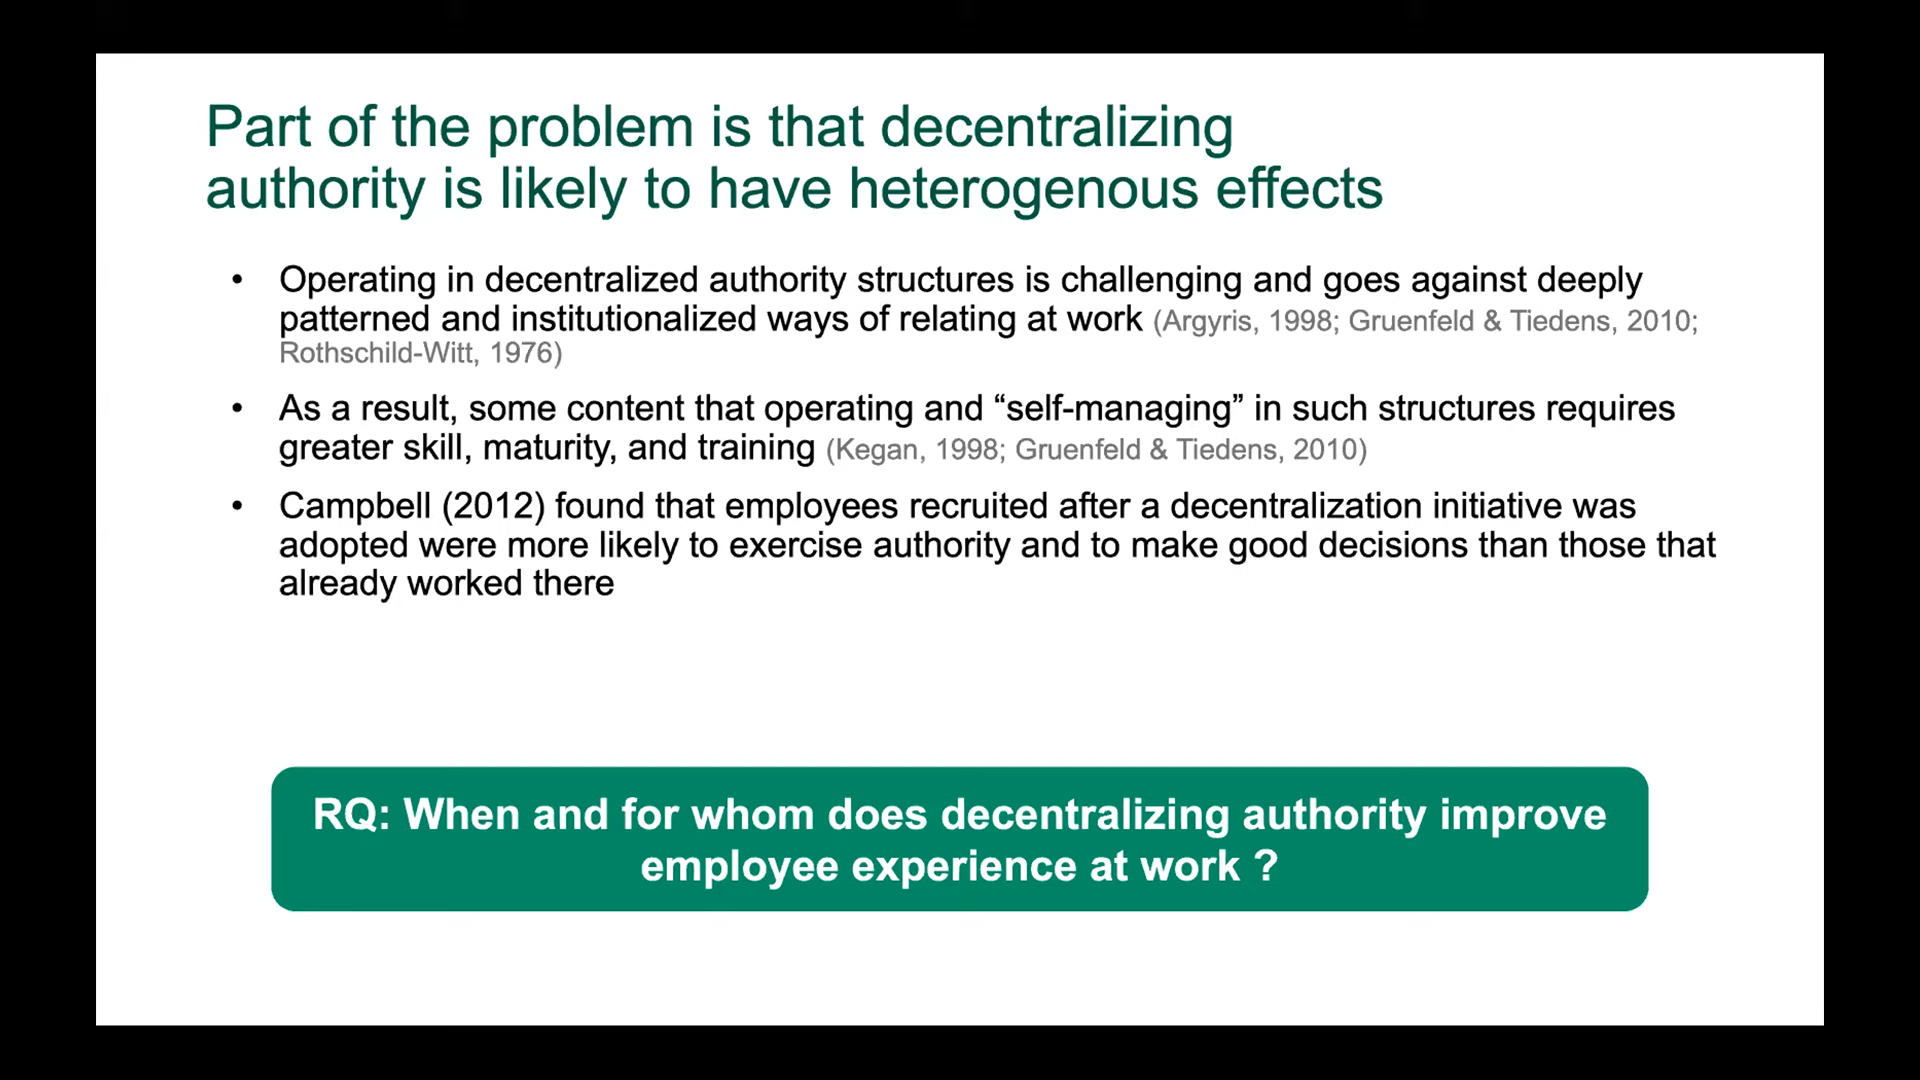 Part of the problem is that decentralizing
authority is likely to have heterogenous effects
• Operating in decentralized authority structures is challenging and goes against deeply
patterned and institutionalized ways of relating at work (Argyris, 1998; Gruenfeld & Tiedens, 2010;
Rothschild-Witt, 1976)
• As a result, some content that operating and “self-managing” in such structures requires
greater skill, maturity, and training (Kegan, 1998; Gruenfeld & Tiedens, 2010)
• Campbell (2012) found that employees recruited after a decentralization initiative was
adopted were more likely to exercise authority and to make good decisions than those that
already worked there
RQ: When and for whom does decentralizing authority improve
employee experience at work ?